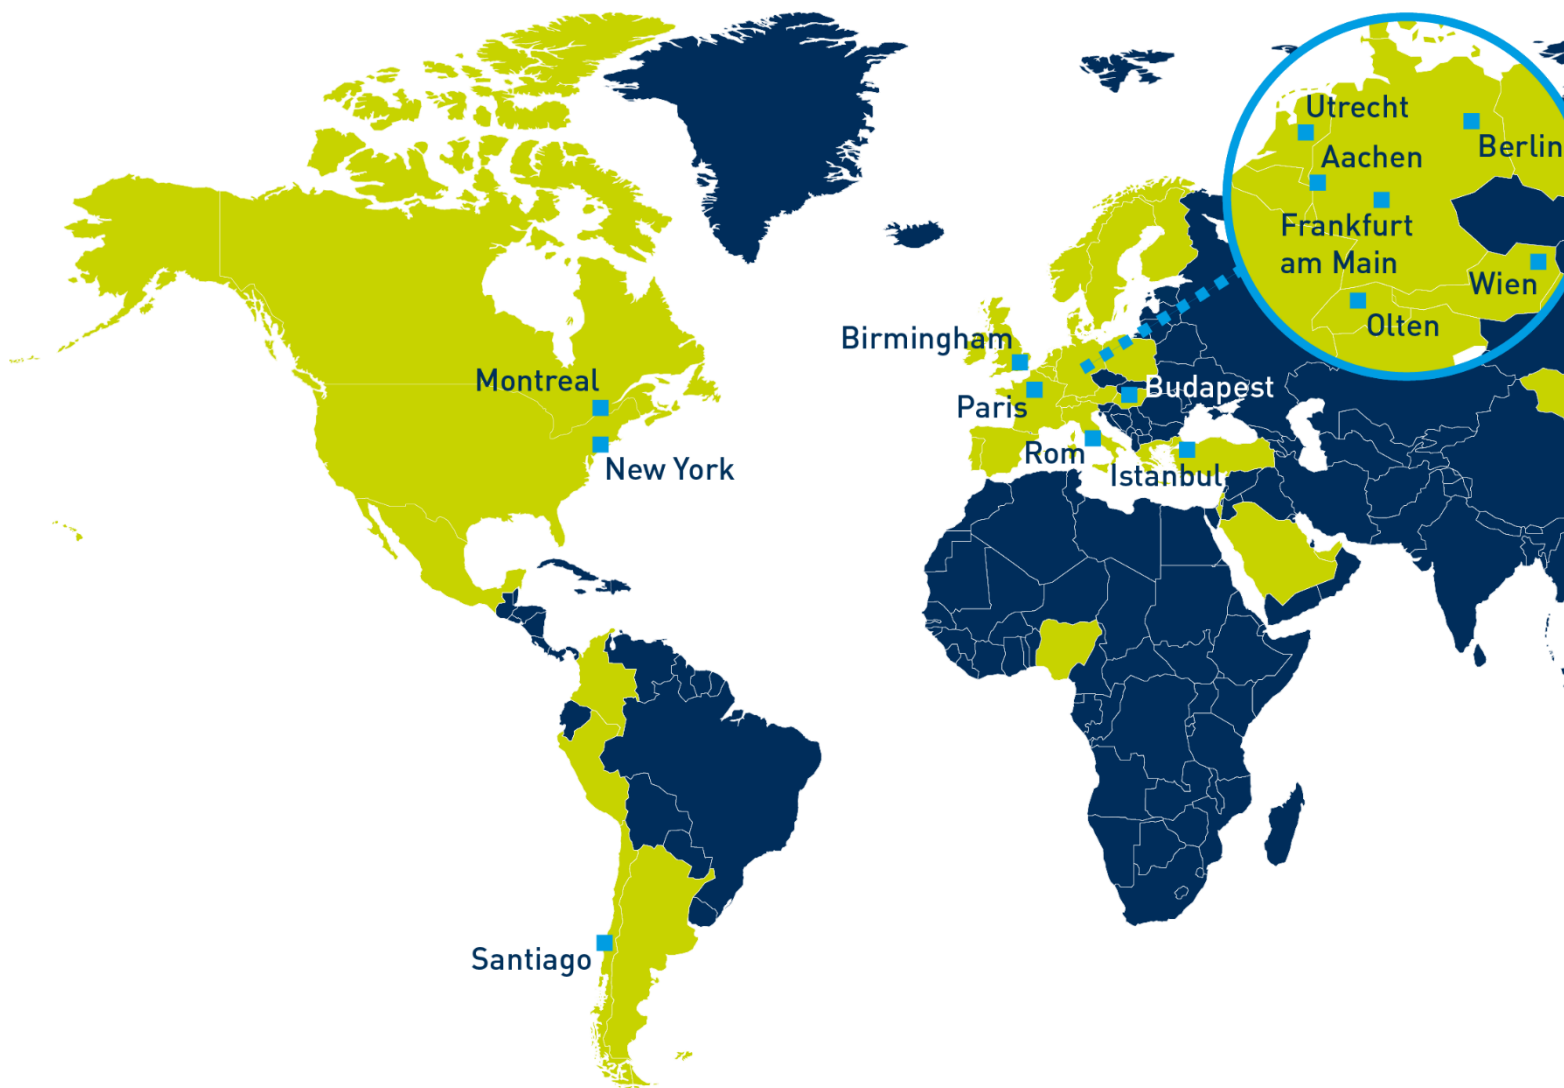 Utrecht
Berlin
Aachen
Frankfurt
am Main
Wien
Olten
Birmingham
Montreal
Budapest
Paris
New York
Rom
Istanbul
Santiago